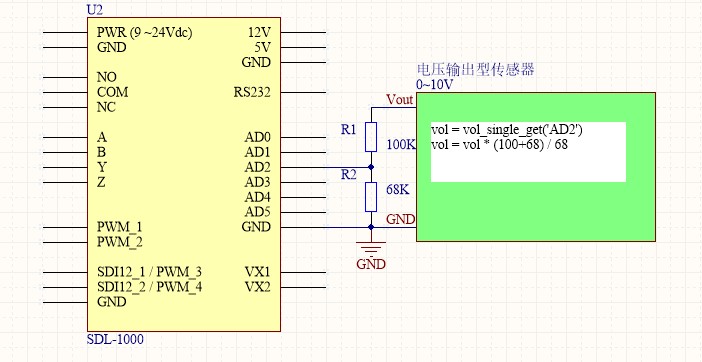 U2
PWR (9 ~24Vdc) 12V
GND 5V
GND
NO
COM RS232
NC
A AD0
B AD1
Y AD2
Z AD3
AD4
AD5
PWM_1 GND
PWM_2
SDI12_1 / PWM_3 VX1
SDI12_2 / PWM_4 VX2
GND
SDL-1000
R1
100K
R2
68K
GND
电压输出型传感器
0~10V
Vout
vol = vol_single_get('AD2')
vol = vol * (100+68) / 68
GND